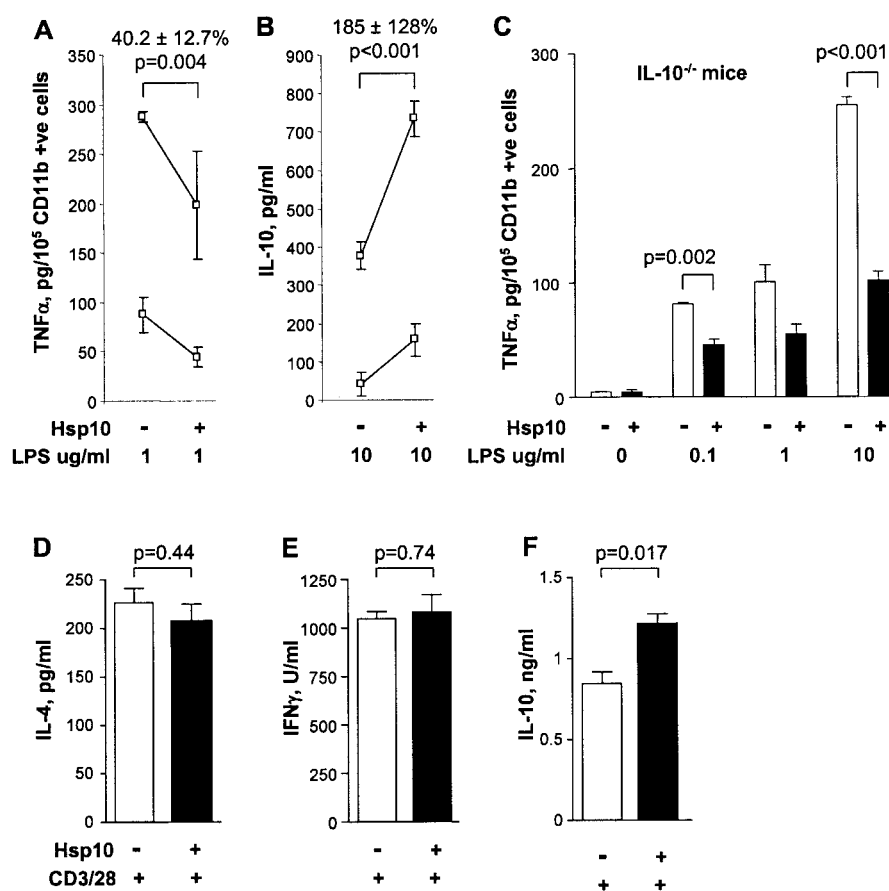 A
40.2 ± 12.7%
p=0.004
TNFα, pg/10⁵ CD11b +ve cells
350
300
250
200
150
100
50
0
Hsp10 - +
LPS ug/ml 1 1
B
185 ± 128%
p<0.001
IL-10, pg/ml
900
800
700
600
500
400
300
200
100
0
- +
10 10
C
IL-10-/- mice
p<0.001
p=0.002
TNFα, pg/10⁵ CD11b +ve cells
300
200
100
0
Hsp10 - + - + - + - +
LPS ug/ml 0 0.1 1 10
D
p=0.44
IL-4, pg/ml
250
200
150
100
50
0
Hsp10 - +
CD3/28 + +
E
p=0.74
IFNγ, U/ml
1250
1000
750
500
250
0
- +
+ +
F
p=0.017
IL-10, ng/ml
1.5
1
0.5
0
- +
+ +